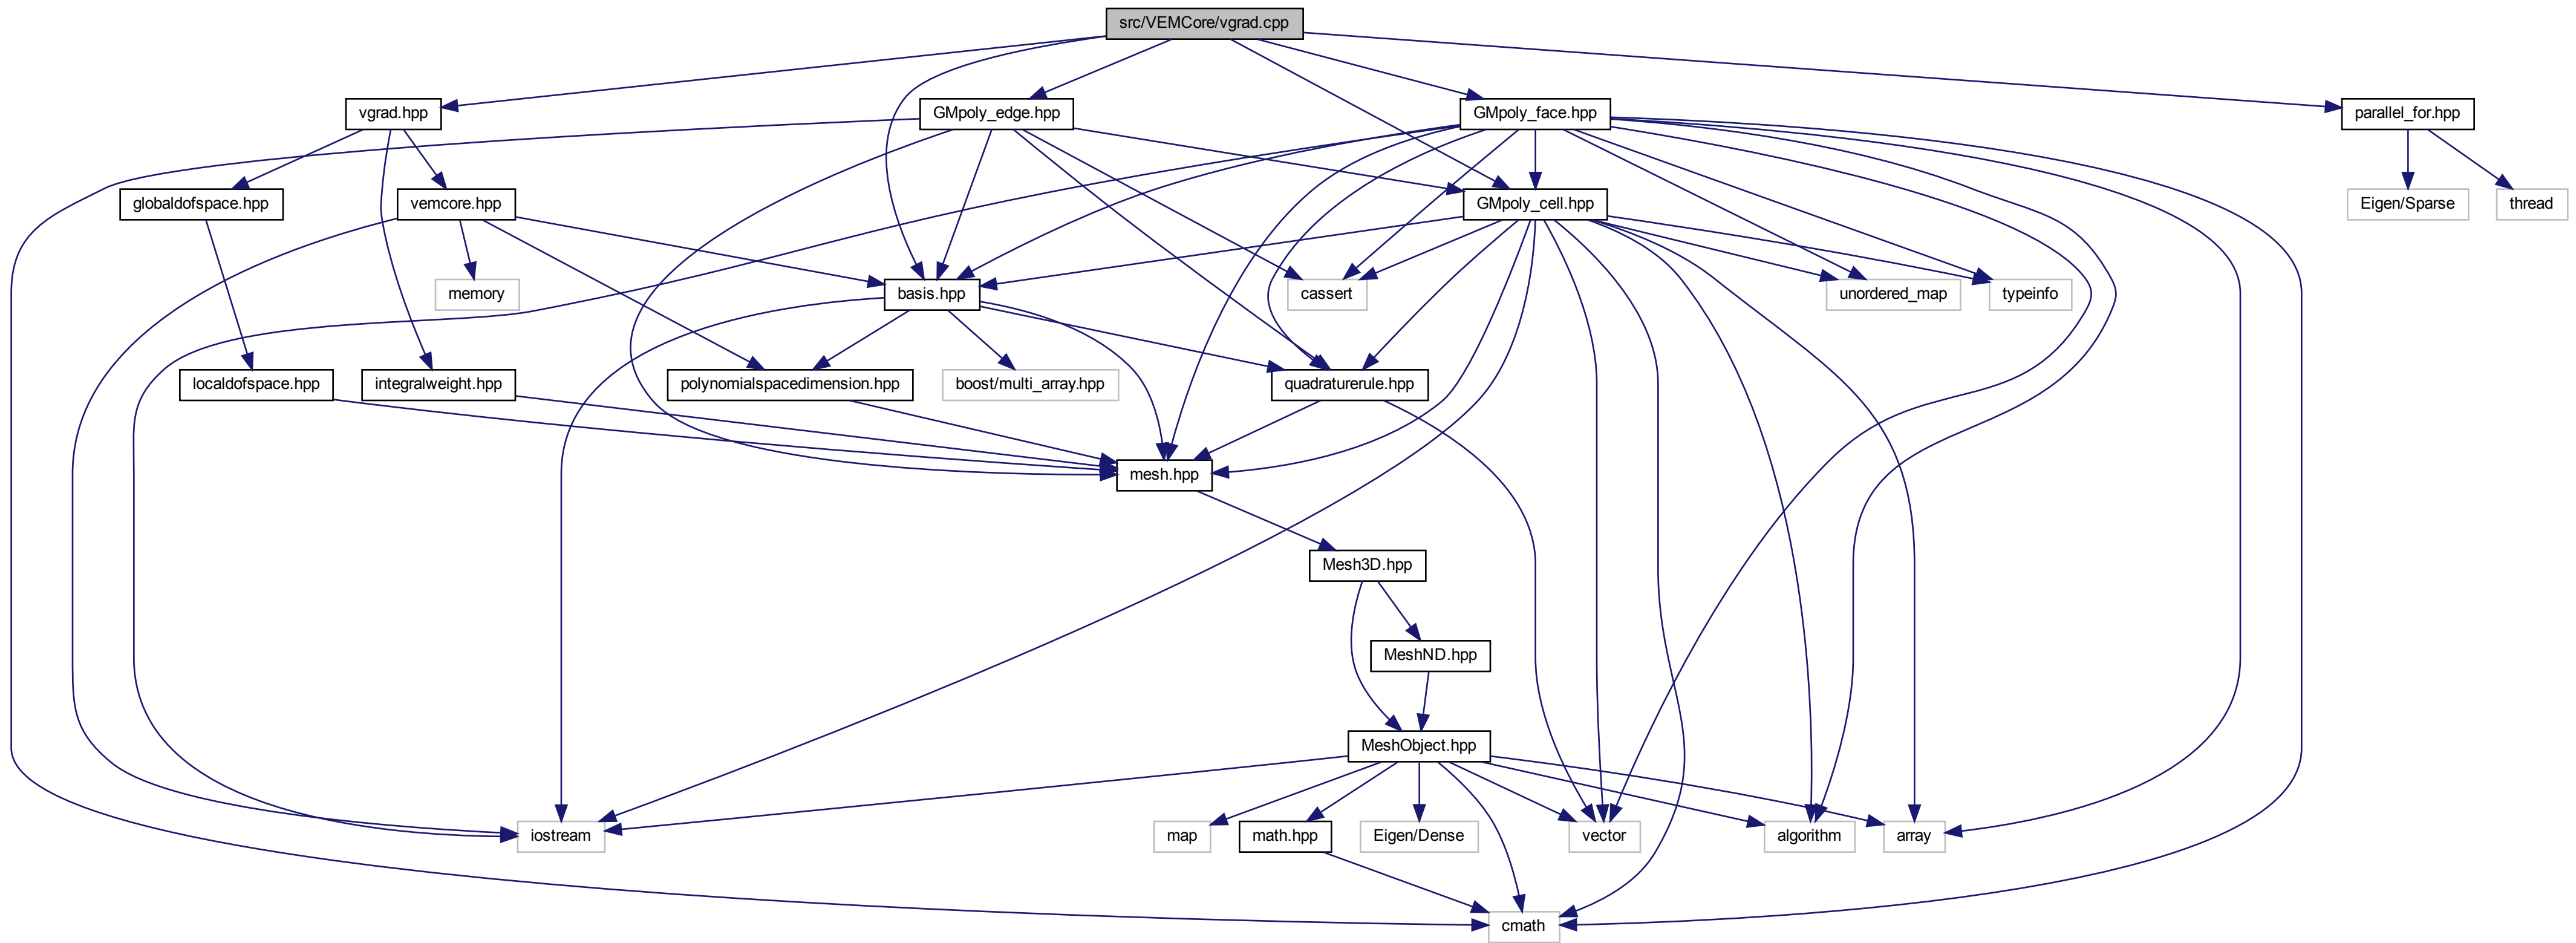 src/VEMCore/vgrad.cpp
vgrad.hpp
GMpoly_edge.hpp
GMpoly_face.hpp
parallel_for.hpp
globaldofspace.hpp
vemcore.hpp
GMpoly_cell.hpp
Eigen/Sparse
thread
memory
basis.hpp
cassert
unordered_map
typeinfo
localdofspace.hpp
integralweight.hpp
polynomialspacedimension.hpp
boost/multi_array.hpp
quadraturerule.hpp
mesh.hpp
Mesh3D.hpp
MeshND.hpp
MeshObject.hpp
iostream
map
math.hpp
Eigen/Dense
vector
algorithm
array
cmath